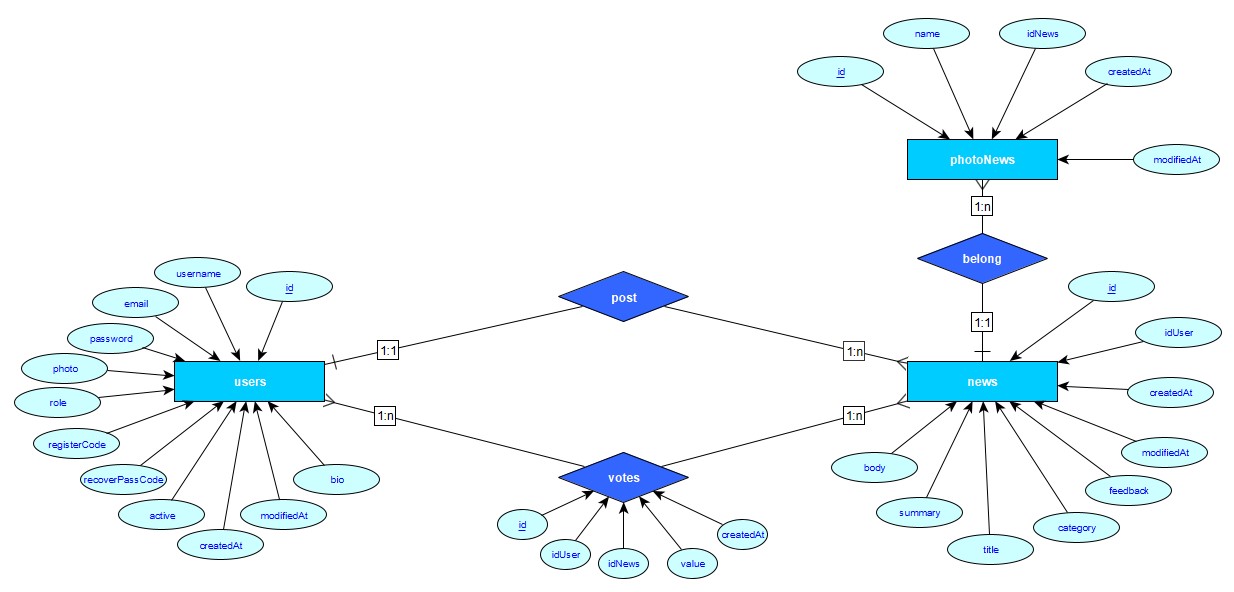 name
idNews
id
createdAt
photoNews
modifiedAt
1:n
belong
username
id
email
post
id
1:1
idUser
password
1:1
1:n
photo
users
news
createdAt
role
1:n
1:n
registerCode
modifiedAt
body
recoverPassCode
bio
votes
feedback
active
modifiedAt
summary
id
category
createdAt
createdAt
idUser
title
idNews
value